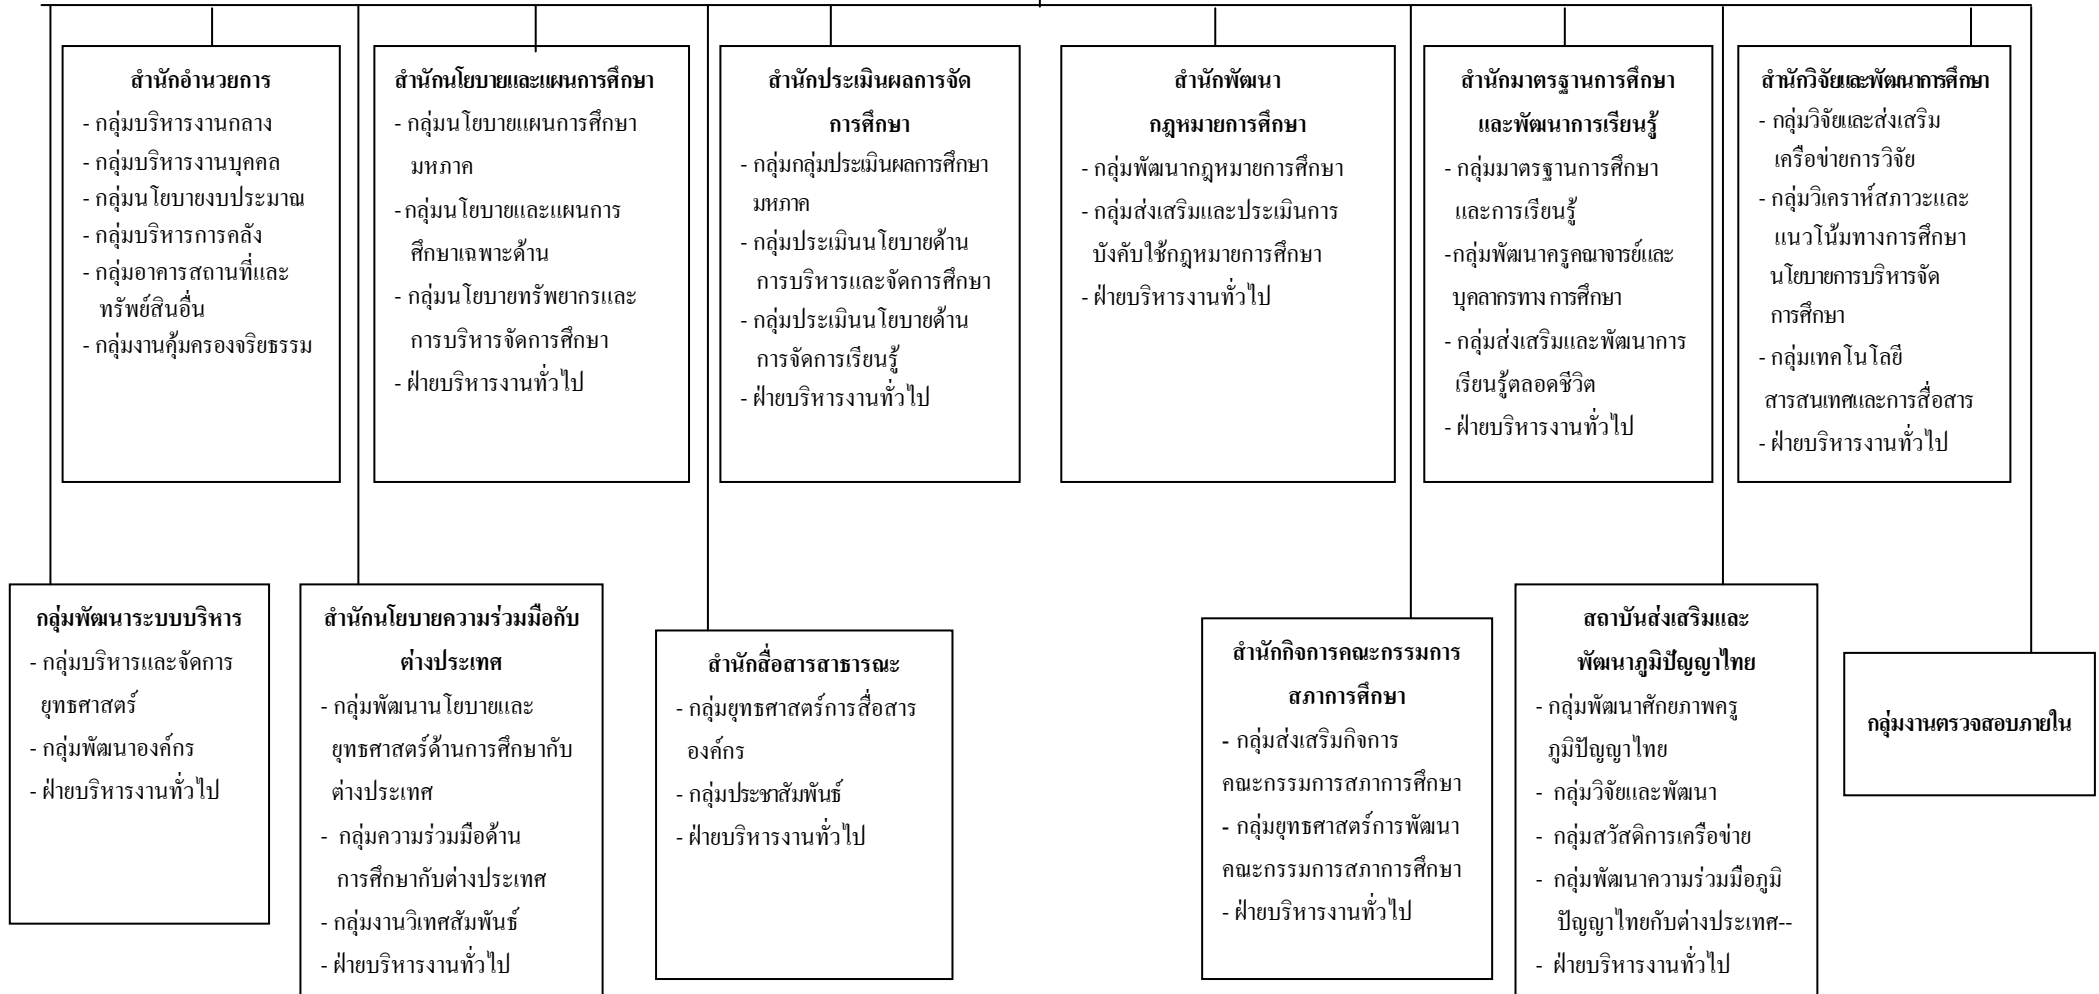 สำนักอำนวยการ
- กลุ่มบริหารงานกลาง
- กลุ่มบริหารงานบุคคล
- กลุ่มนโยบายงบประมาณ
- กลุ่มบริหารการคลัง
- กลุ่มอาคารสถานที่และ
ทรัพย์สินอื่น
- กลุ่มงานคุ้มครองจริยธรรม
สำนักนโยบายและแผนการศึกษา
- กลุ่มนโยบายแผนการศึกษา
มหภาค
-กลุ่มนโยบายและแผนการ
ศึกษาเฉพาะด้าน
- กลุ่มนโยบายทรัพยากรและ
การบริหารจัดการศึกษา
- ฝ่ายบริหารงานทั่วไป
สำนักประเมินผลการจัด
การศึกษา
- กลุ่มกลุ่มประเมินผลการศึกษา
มหภาค
- กลุ่มประเมินนโยบายด้าน
การบริหารและจัดการศึกษา
- กลุ่มประเมินนโยบายด้าน
การจัดการเรียนรู้
- ฝ่ายบริหารงานทั่วไป
สำนักพัฒนา
กฎหมายการศึกษา
- กลุ่มพัฒนากฎหมายการศึกษา
- กลุ่มส่งเสริมและประเมินการ
บังคับใช้กฎหมายการศึกษา
- ฝ่ายบริหารงานทั่วไป
สำนักมาตรฐานการศึกษา
และพัฒนาการเรียนรู้
- กลุ่มมาตรฐานการศึกษา
และการเรียนรู้
-กลุ่มพัฒนาครูคณาจารย์และ
บุคลากรทาง การศึกษา
- กลุ่มส่งเสริมและพัฒนาการ
เรียนรู้ตลอดชีวิต
- ฝ่ายบริหารงานทั่วไป
สำนักวิจัยและพัฒนาการศึกษา
- กลุ่มวิจัยและส่งเสริม
เครือข่ายการวิจัย
- กลุ่มวิเคราะห์สภาวะและ
แนวโน้มทางการศึกษา
นโยบายการบริหารจัด
การศึกษา
- กลุ่มเทคโนโลยี
สารสนเทศและการสื่อสาร
- ฝ่ายบริหารงานทั่วไป
กลุ่มพัฒนาระบบบริหาร
- กลุ่มบริหารและจัดการ
ยุทธศาสตร์
- กลุ่มพัฒนาองค์กร
- ฝ่ายบริหารงานทั่วไป
สำนักนโยบายความร่วมมือกับ
ต่างประเทศ
- กลุ่มพัฒนานโยบายและ
ยุทธศาสตร์ด้านการศึกษากับ
ต่างประเทศ
- กลุ่มความร่วมมือด้าน
การศึกษากับต่างประเทศ
- กลุ่มงานวิเทศสัมพันธ์
- ฝ่ายบริหารงานทั่วไป
สำนักสื่อสารสาธารณะ
- กลุ่มยุทธศาสตร์การสื่อสาร
องค์กร
- กลุ่มประชาสัมพันธ์
- ฝ่ายบริหารงานทั่วไป
สำนักกิจการคณะกรรมการ
สภาการศึกษา
- กลุ่มส่งเสริมกิจการ
คณะกรรมการสภาการศึกษา
- กลุ่มยุทธศาสตร์การพัฒนา
คณะกรรมการสภาการศึกษา
- ฝ่ายบริหารงานทั่วไป
สถาบันส่งเสริมและ
พัฒนาภูมิปัญญาไทย
- กลุ่มพัฒนาศักยภาพครู
ภูมิปัญญาไทย
- กลุ่มวิจัยและพัฒนา
- กลุ่มสวัสดิการเครือข่าย
- กลุ่มพัฒนาความร่วมมือภูมิ
ปัญญาไทยกับต่างประเทศ--
- ฝ่ายบริหารงานทั่วไป
กลุ่มงานตรวจสอบภายใน